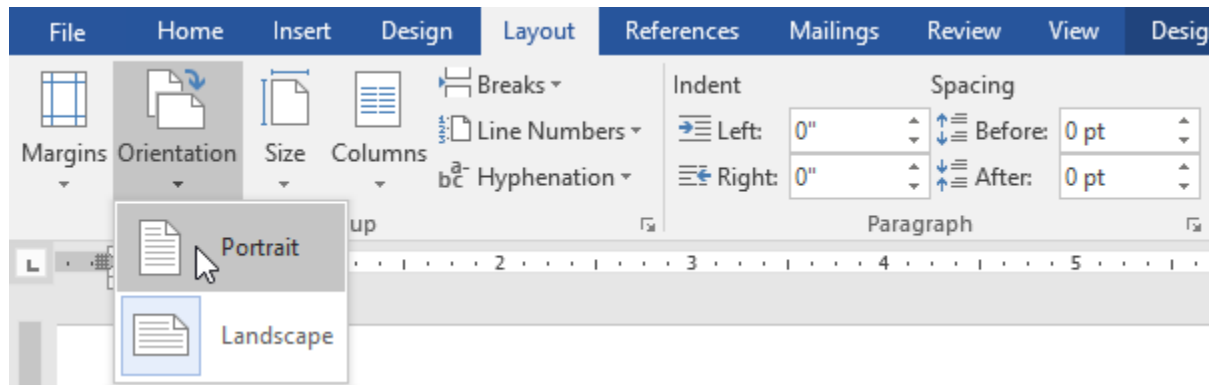 File Home Insert Design Layout References Mailings Review View Desig
Breaks Indent Spacing
Line Numbers Left: 0" Before: 0 pt
Margins Orientation Size Columns
Hyphenation Right: 0" After: 0 pt
up Paragraph
Portrait
L 2 3 4 5
Landscape